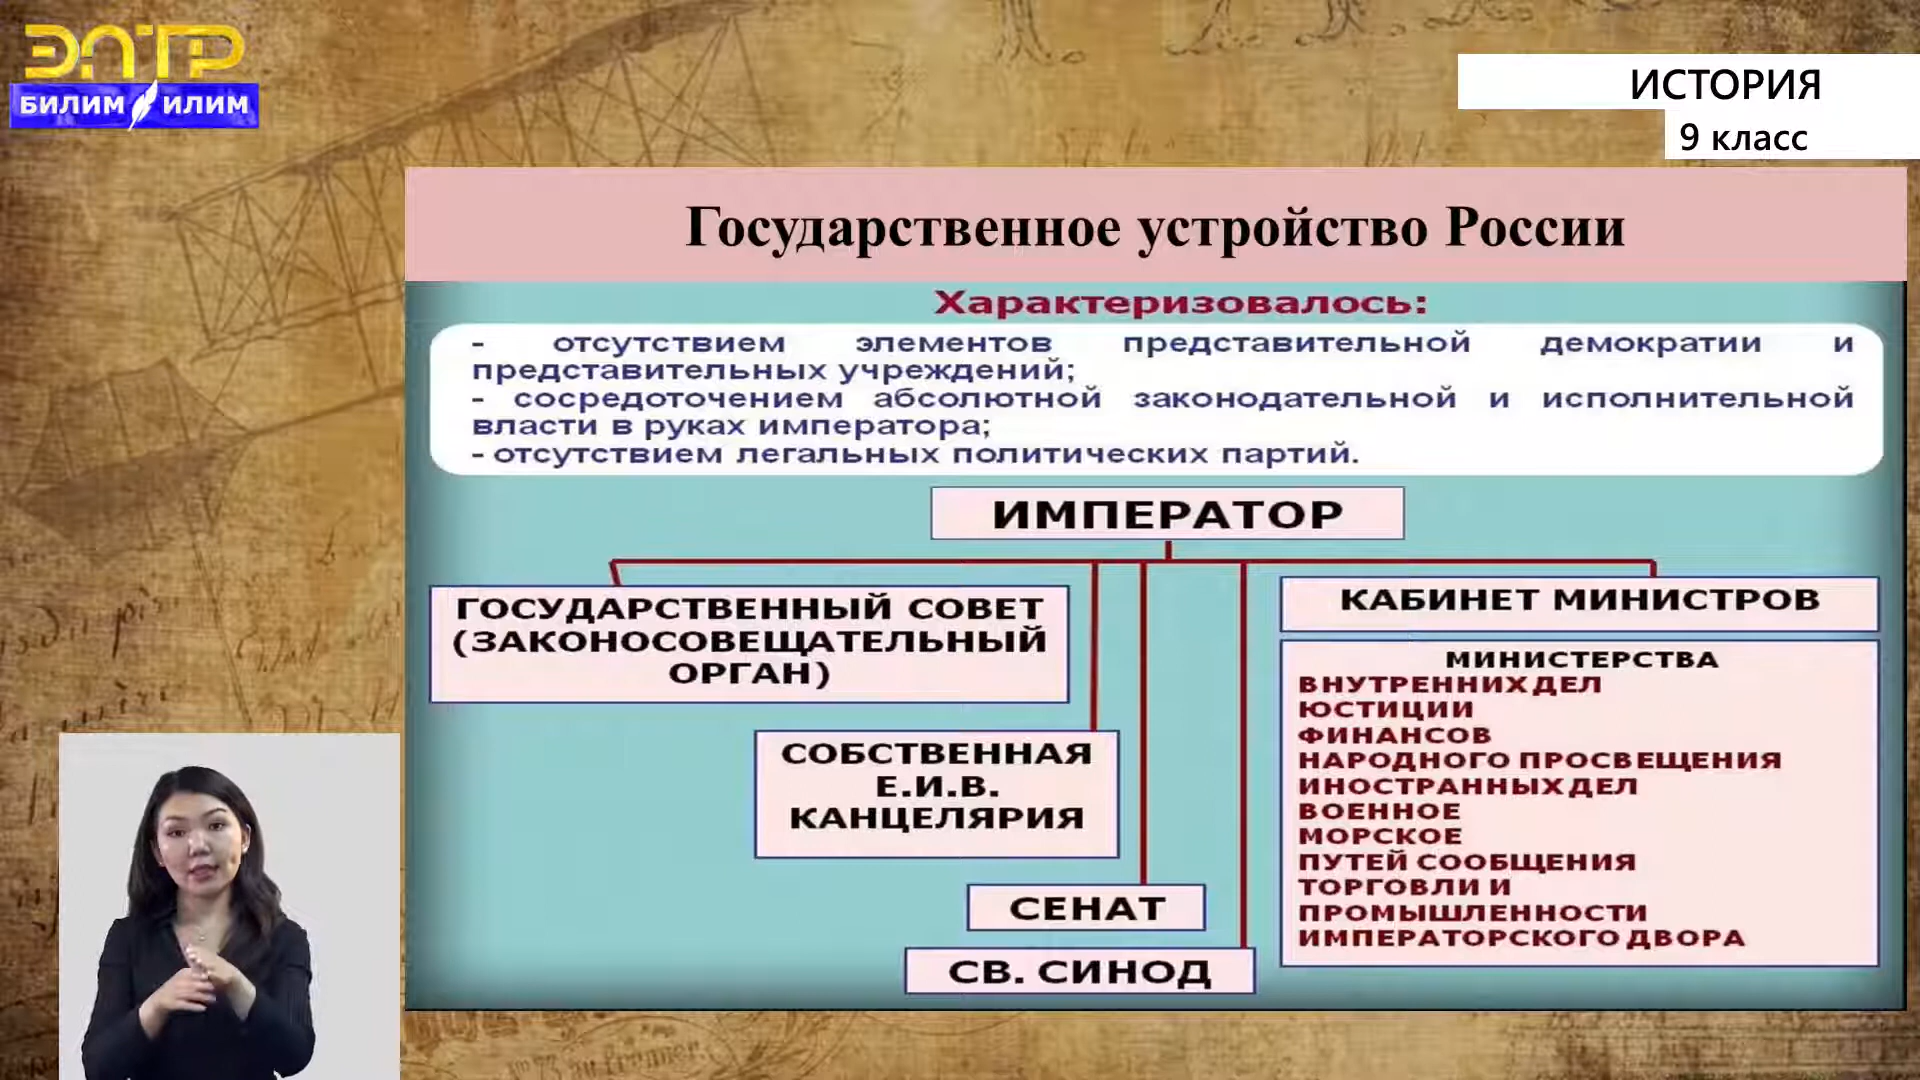 ЭЛТР
БИЛИМ ИЛИМ
ИСТОРИЯ
9 класс
Государственное устройство России
Характеризовалось:
- отсутствием элементов представительной демократии и
представительных учреждений;
- сосредоточением абсолютной законодательной и исполнительной
власти в руках императора;
- отсутствием легальных политических партий.
ИМПЕРАТОР
ГОСУДАРСТВЕННЫЙ СОВЕТ
(ЗАКОНОСОВЕЩАТЕЛЬНЫЙ
ОРГАН)
СОБСТВЕННАЯ
Е.И.В.
КАНЦЕЛЯРИЯ
СЕНАТ
СВ. СИНОД
КАБИНЕТ МИНИСТРОВ
МИНИСТЕРСТВА
ВНУТРЕННИХ ДЕЛ
ЮСТИЦИИ
ФИНАНСОВ
НАРОДНОГО ПРОСВЕЩЕНИЯ
ИНОСТРАННЫХ ДЕЛ
ВОЕННОЕ
МОРСКОЕ
ПУТЕЙ СООБЩЕНИЯ
ТОРГОВЛИ И
ПРОМЫШЛЕННОСТИ
ИМПЕРАТОРСКОГО ДВОРА